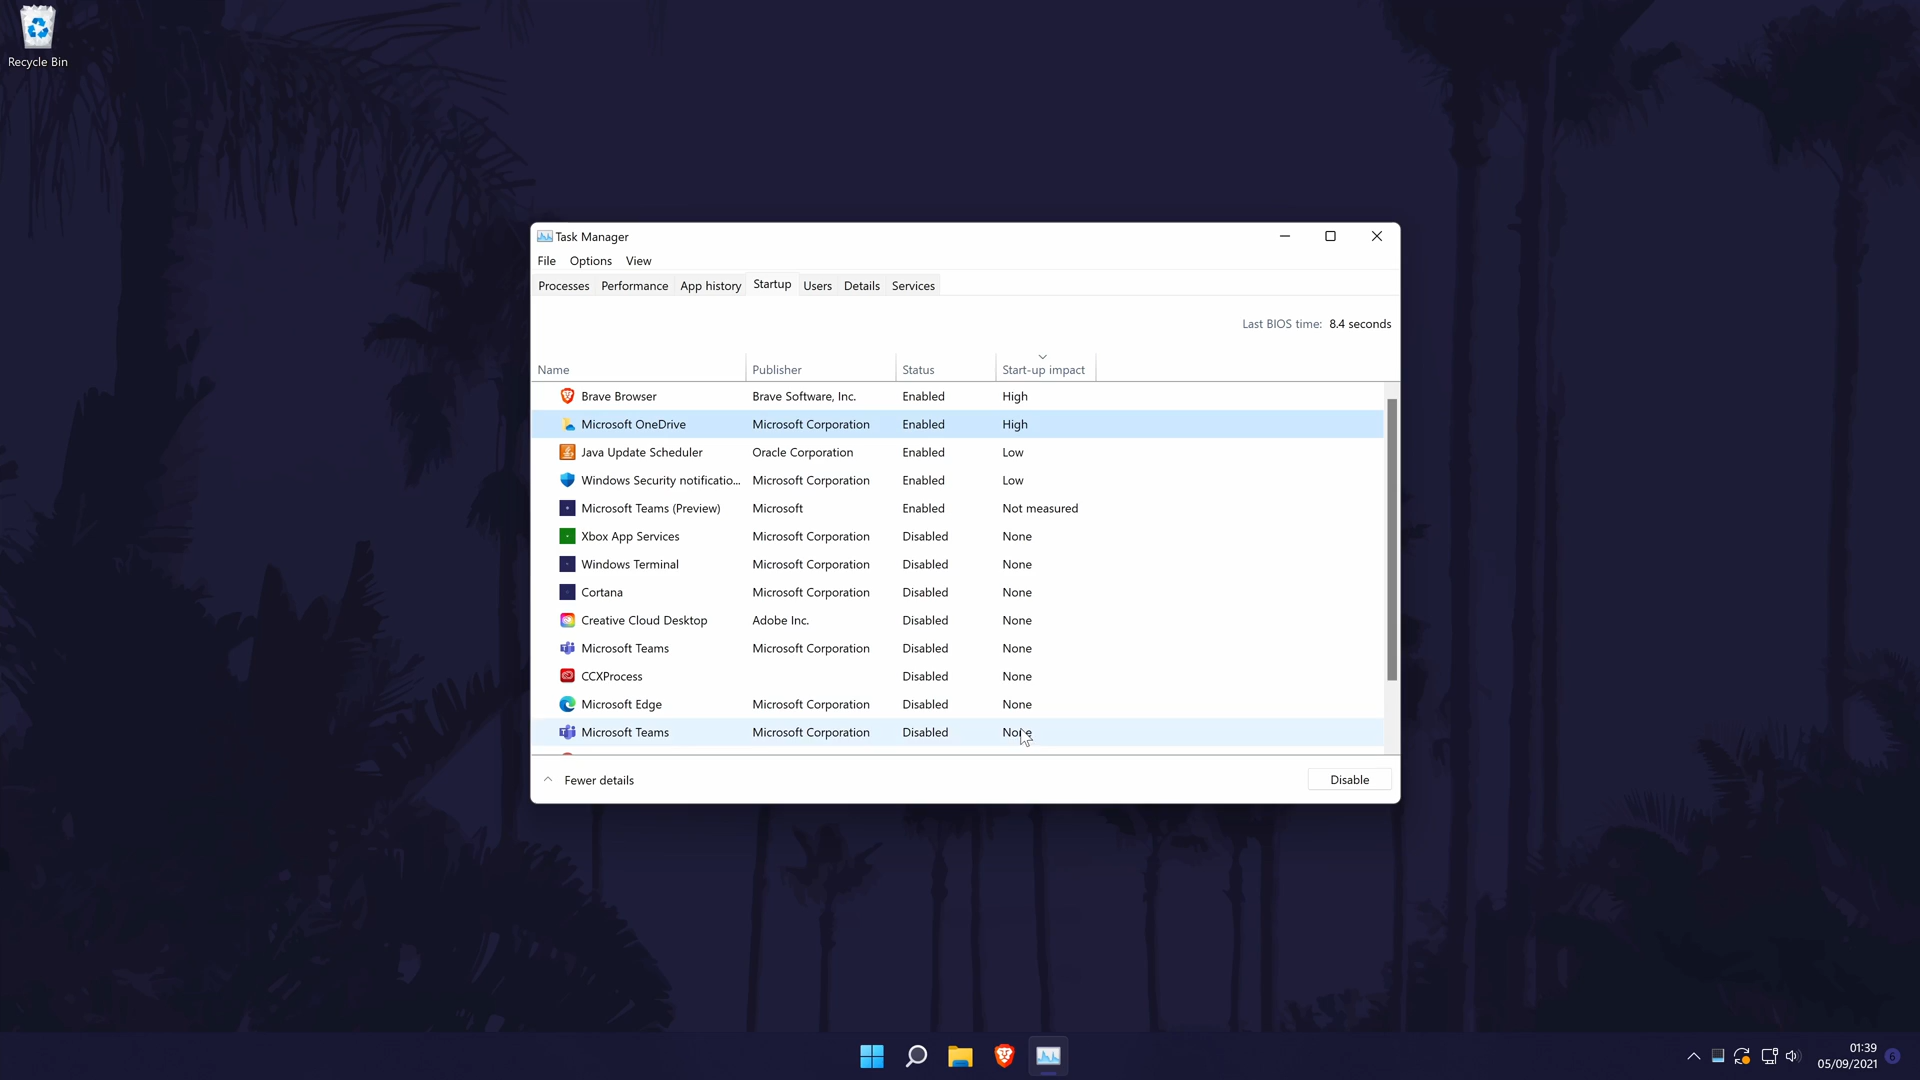 Recycle Bin
Task Manager
File Options View
Processes Performance App history Startup Users Details Services
Last BIOS time: 8.4 seconds
Name Publisher Status Start-up impact
Brave Browser Brave Software, Inc. Enabled High
Microsoft OneDrive Microsoft Corporation Enabled High
Java Update Scheduler Oracle Corporation Enabled Low
Windows Security notificatio... Microsoft Corporation Enabled Low
Microsoft Teams (Preview) Microsoft Enabled Not measured
Xbox App Services Microsoft Corporation Disabled None
Windows Terminal Microsoft Corporation Disabled None
Cortana Microsoft Corporation Disabled None
Creative Cloud Desktop Adobe Inc. Disabled None
Microsoft Teams Microsoft Corporation Disabled None
CCXProcess Disabled None
Microsoft Edge Microsoft Corporation Disabled None
Microsoft Teams Microsoft Corporation Disabled None
Fewer details Disable
01:39
05/09/2021 6